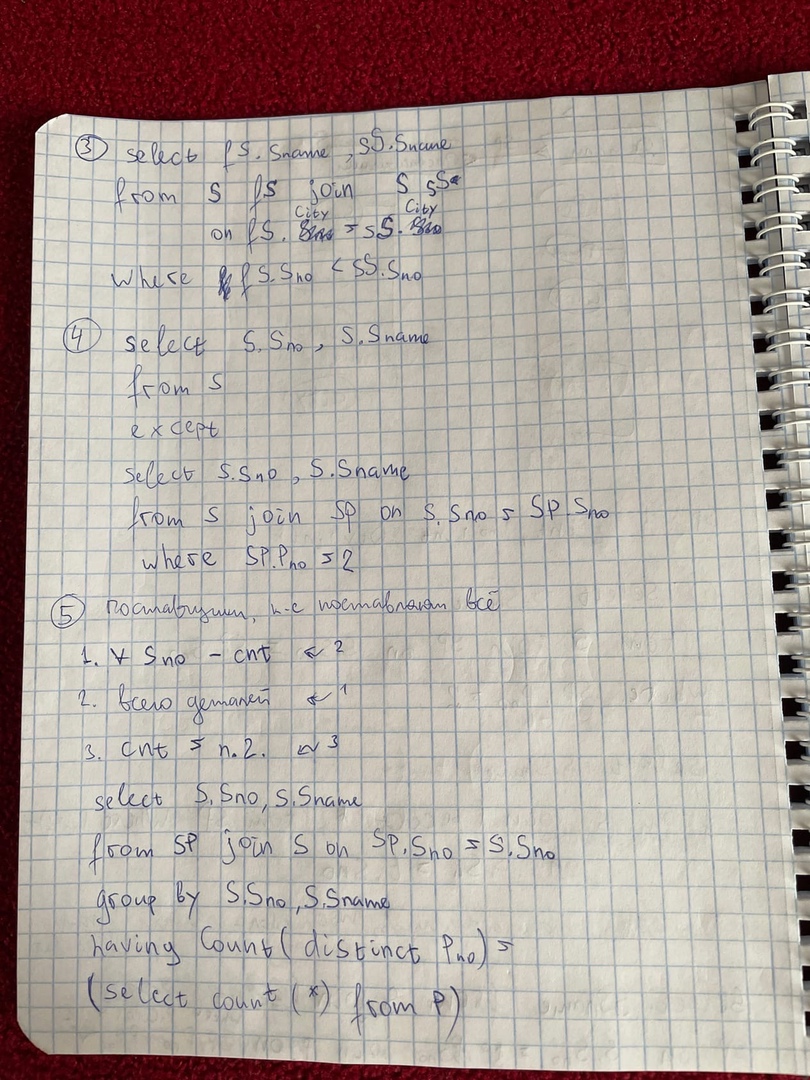 ③ select fS.Sname, sS.Sname
from S fS join S sS
City City
on fS. = sS.
where fS.Sno < sS.Sno
④ select S.Sno, S.Sname
from S
except
select S.Sno, S.Sname
from S join SP on S.Sno = SP.Sno
where SP.Pno = 2
⑤ поставщики, к-е поставляют всё
1. ∀ Sno - cnt ← 2
2. всего деталей ← 1
3. cnt = п.2. ← 3
select S.Sno, S.Sname
from SP join S on SP.Sno = S.Sno
group by S.Sno, S.Sname
having Count(distinct Pno) =
(select count(*) from P)